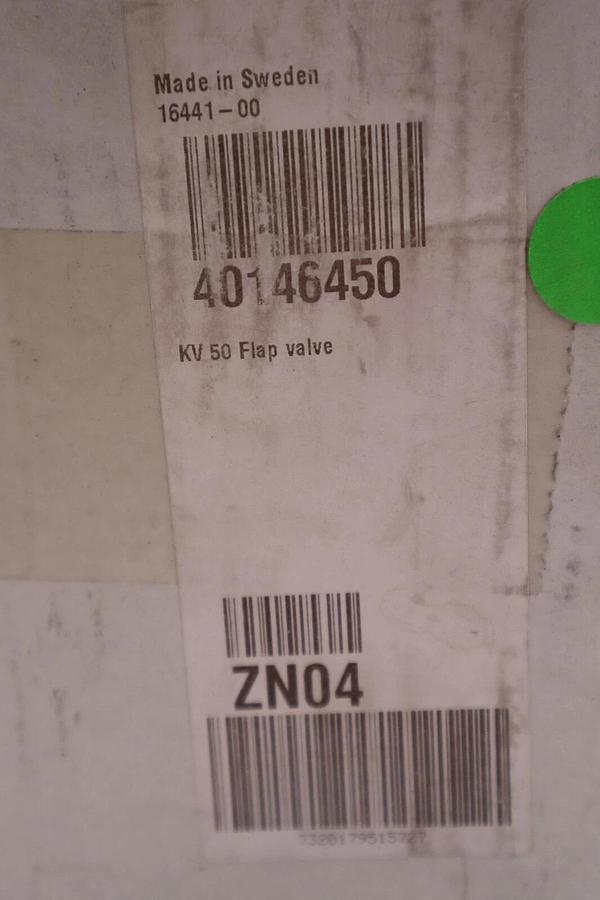 Made in Sweden
16441-00
40146450
KV 50 Flap valve
ZN04